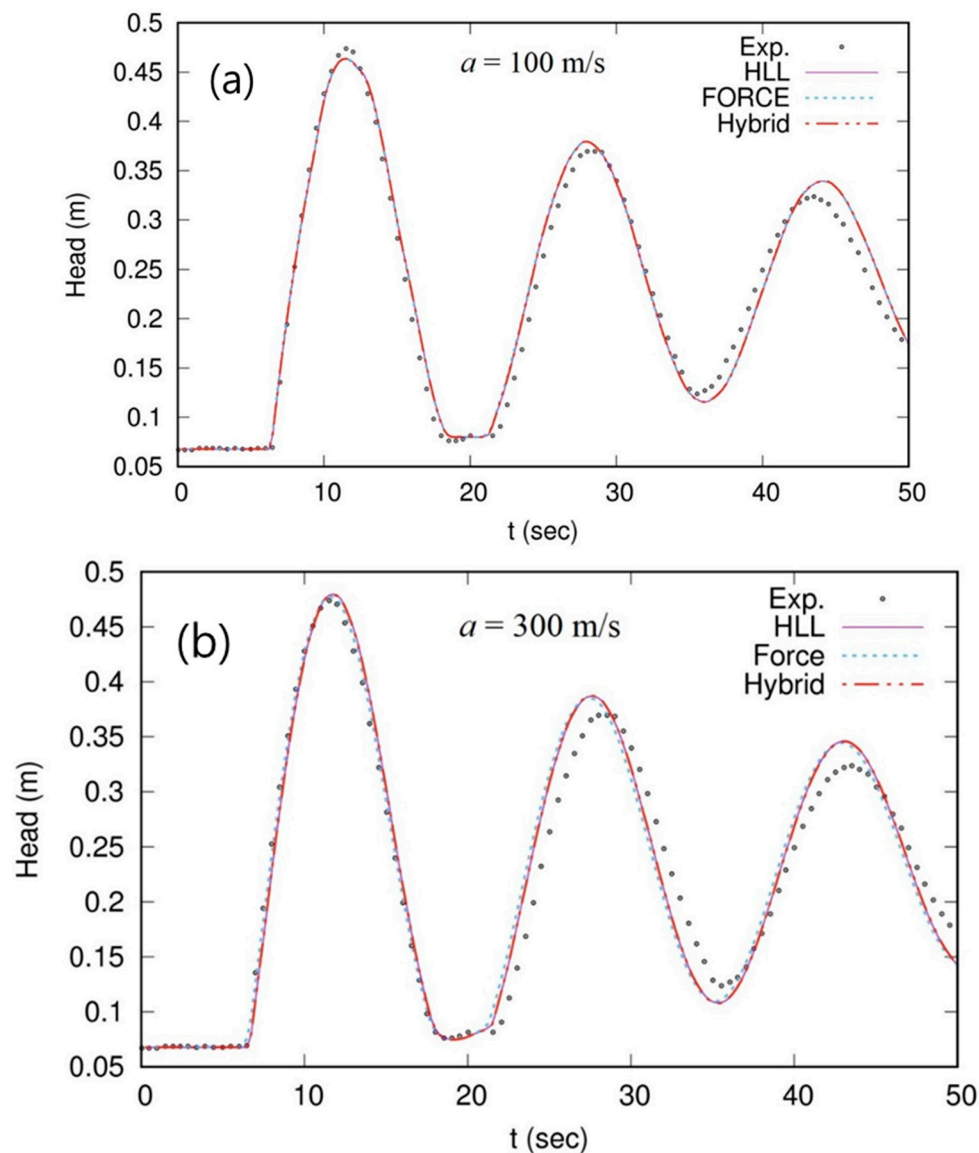 (a)
a = 100 m/s
Exp.
HLL
FORCE
Hybrid
Head (m)
0.5
0.45
0.4
0.35
0.3
0.25
0.2
0.15
0.1
0.05
0 10 20 30 40 50
t (sec)
(b)
a = 300 m/s
Exp.
HLL
Force
Hybrid
Head (m)
0.5
0.45
0.4
0.35
0.3
0.25
0.2
0.15
0.1
0.05
0 10 20 30 40 50
t (sec)